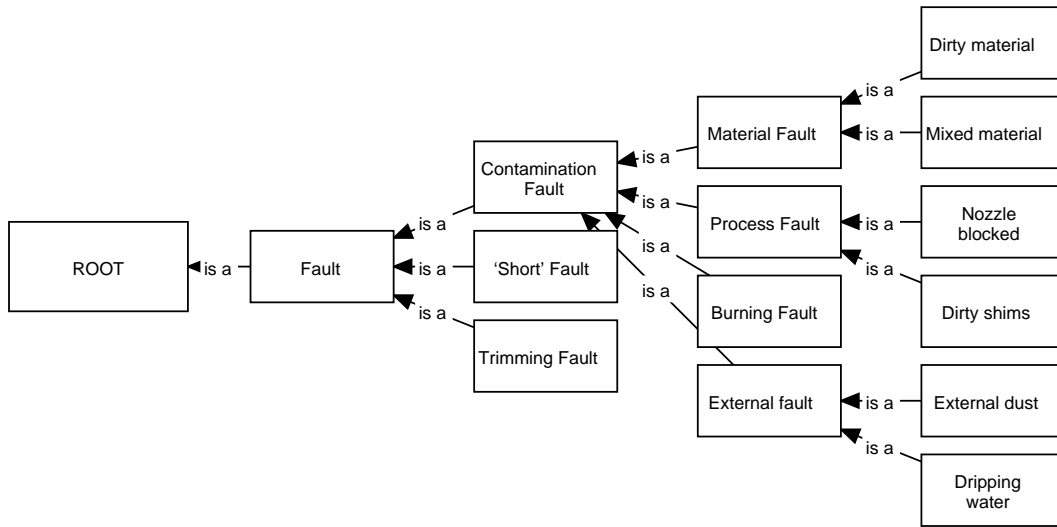 Dirty material
is a
Material Fault
is a
Mixed material
Contamination
Fault
is a
is a
Process Fault
is a
Nozzle
blocked
is a
ROOT
is a
Fault
is a
‘Short’ Fault
is a
is a
is a
Burning Fault
Dirty shims
is a
Trimming Fault
External fault
is a
External dust
is a
Dripping
water